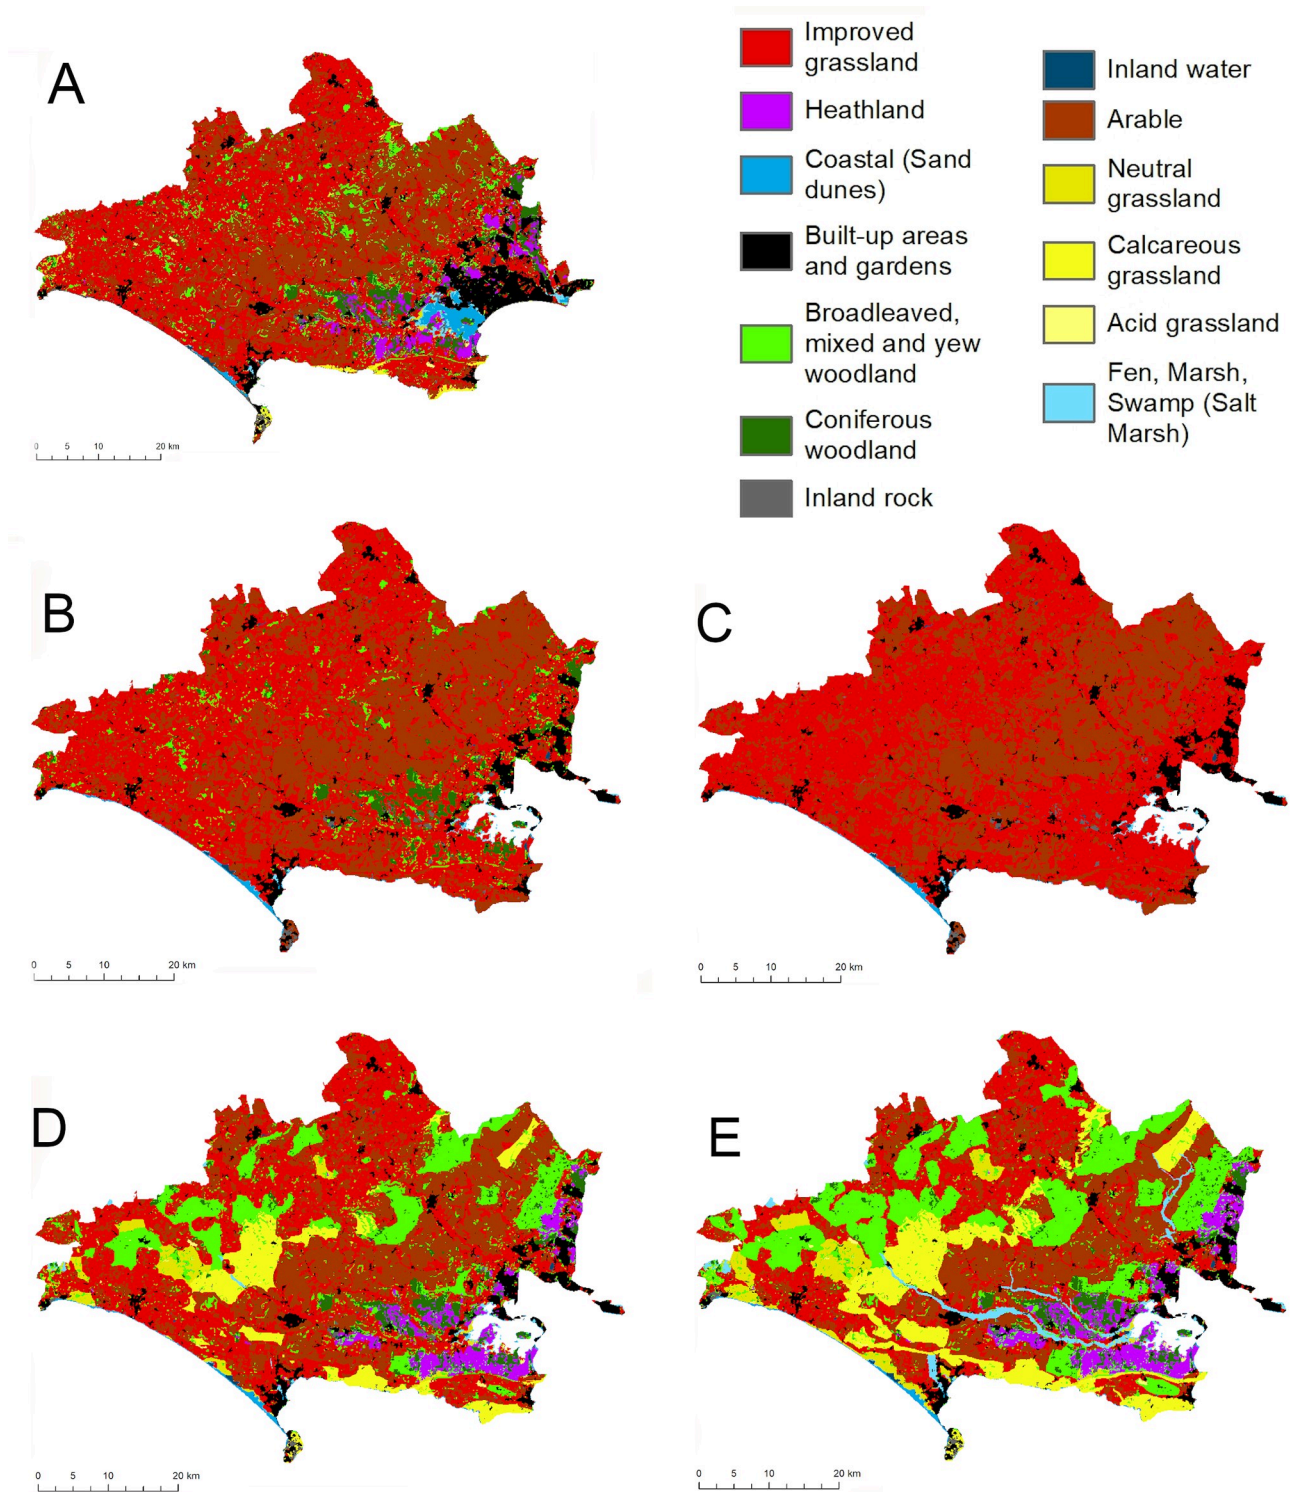 A
Improved
grassland
Heathland
Coastal (Sand
dunes)
Built-up areas
and gardens
Broadleaved,
mixed and yew
woodland
Coniferous
woodland
Inland rock
Inland water
Arable
Neutral
grassland
Calcareous
grassland
Acid grassland
Fen, Marsh,
Swamp (Salt
Marsh)
0 5 10 20 km
B
0 5 10 20 km
C
0 5 10 20 km
D
0 5 10 20 km
E
0 5 10 20 km